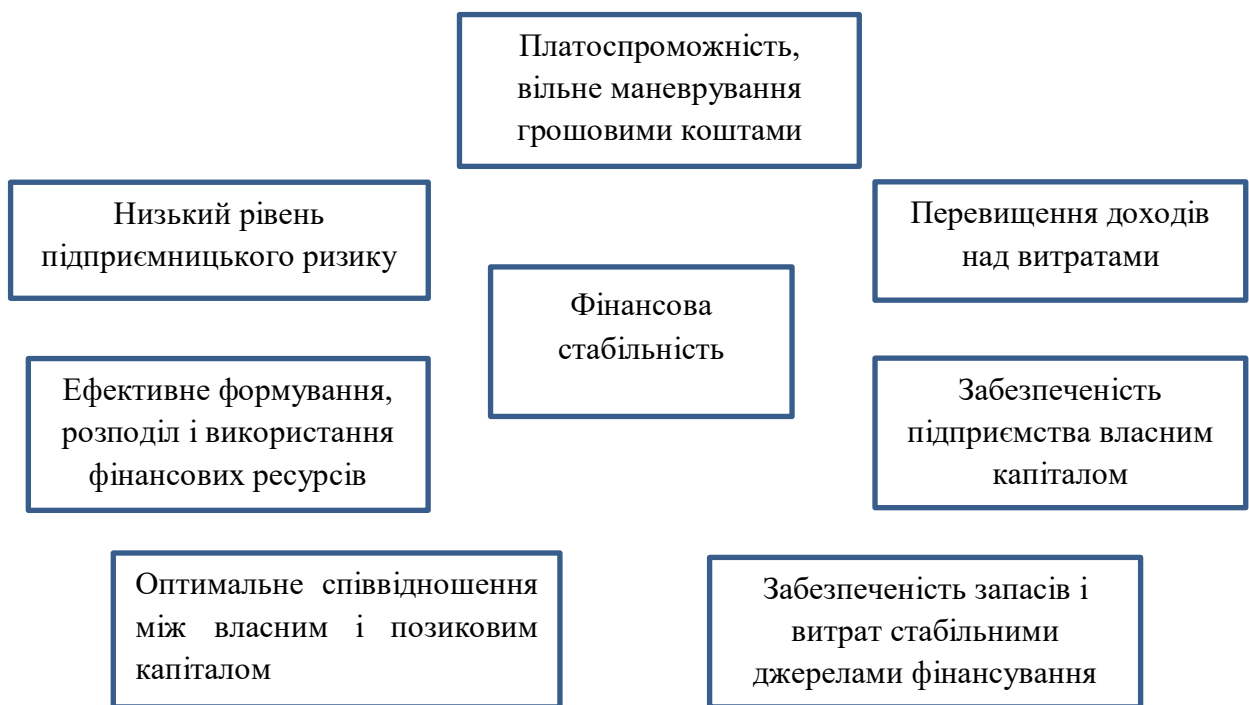 Платоспроможність,
вільне маневрування
грошовими коштами
Низький рівень
підприємницького ризику
Перевищення доходів
над витратами
Фінансова
стабільність
Ефективне формування,
розподіл і використання
фінансових ресурсів
Забезпеченість
підприємства власним
капіталом
Оптимальне співвідношення
між власним і позиковим
капіталом
Забезпеченість запасів і
витрат стабільними
джерелами фінансування